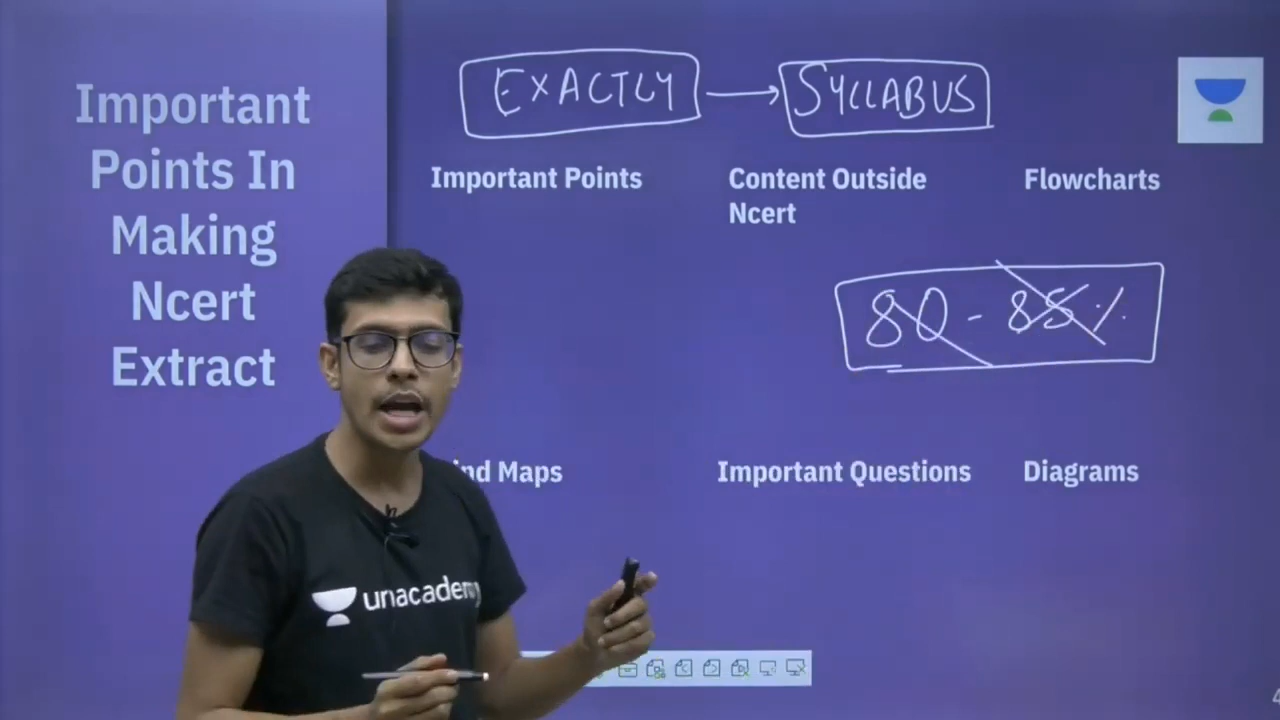 Important
Points In
Making
Ncert
Extract
EXACTLY → SYLLABUS
Important Points
Content Outside
Ncert
Flowcharts
80 - 85%
ind Maps
Important Questions
Diagrams
unacademy